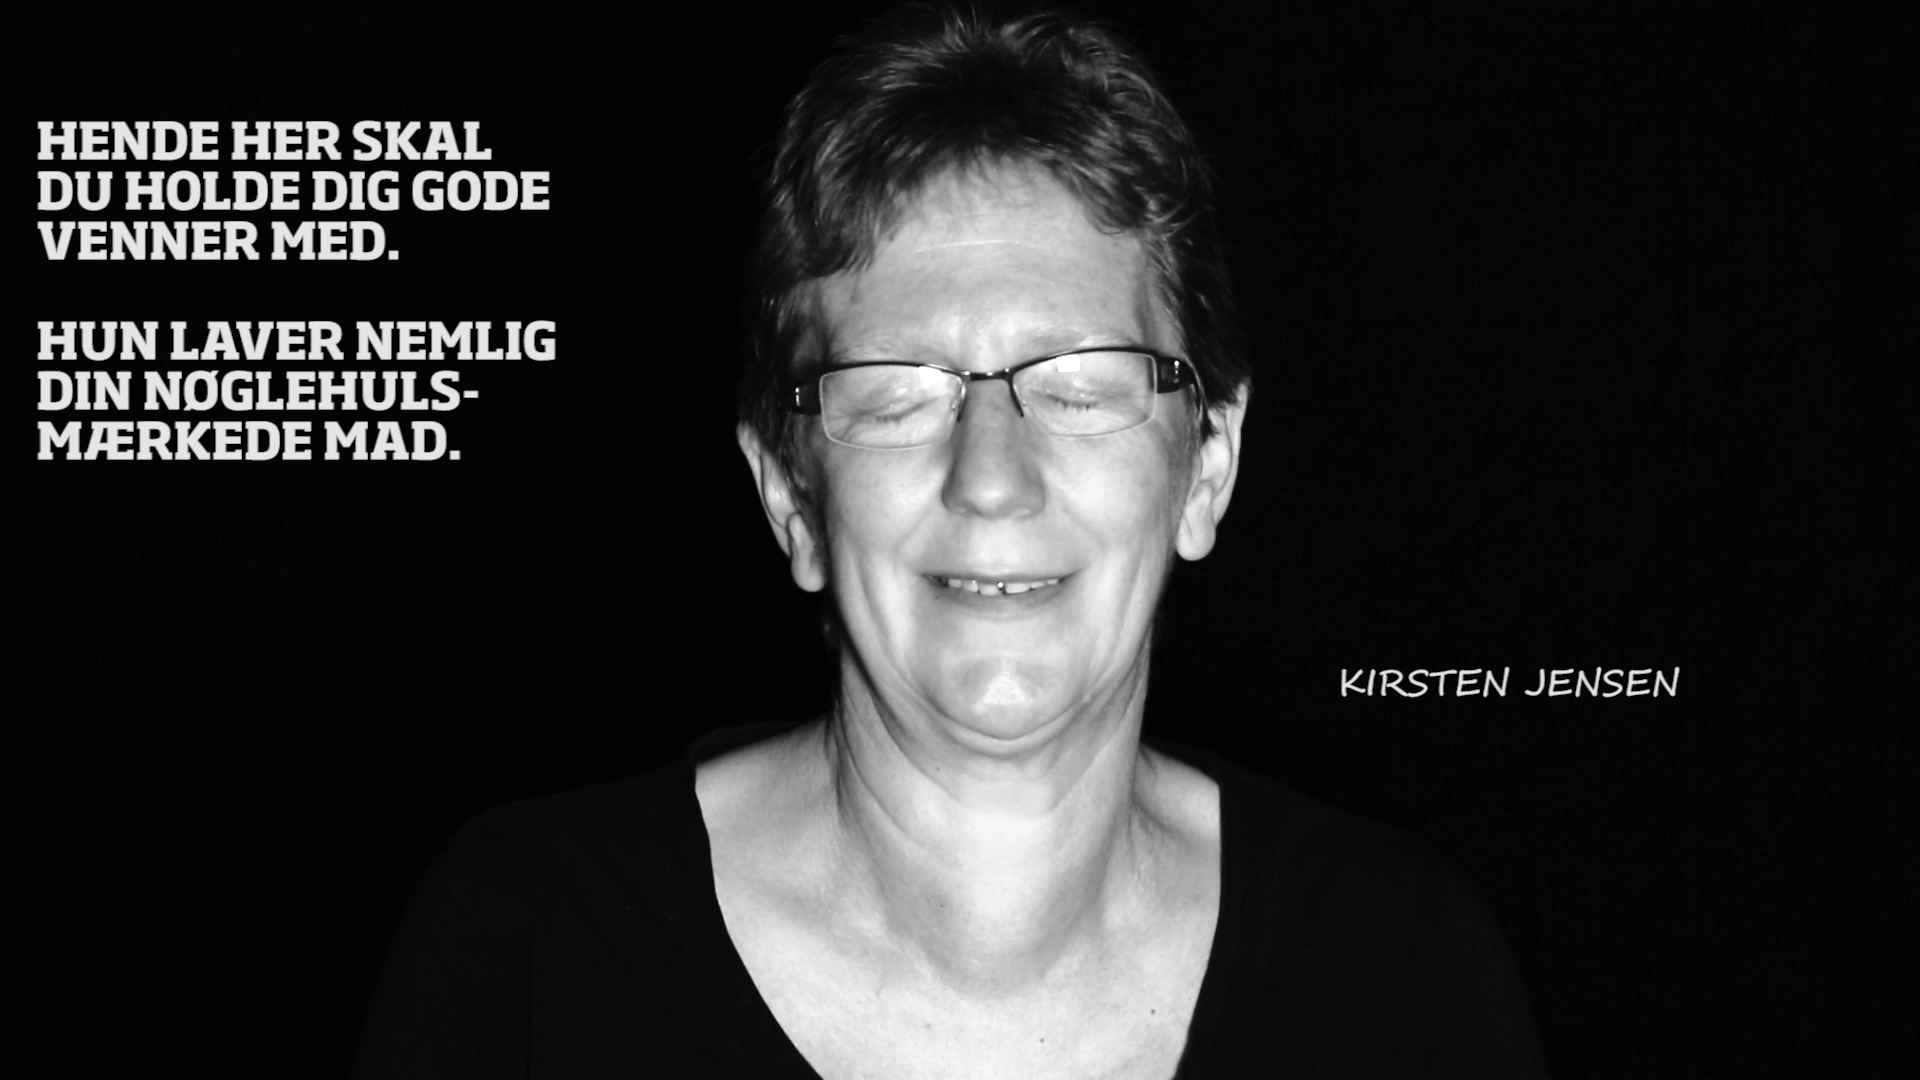 HENDE HER SKAL
DU HOLDE DIG GODE
VENNER MED.
HUN LAVER NEMLIG
DIN NØGLEHULS-
MÆRKEDE MAD.
KIRSTEN JENSEN